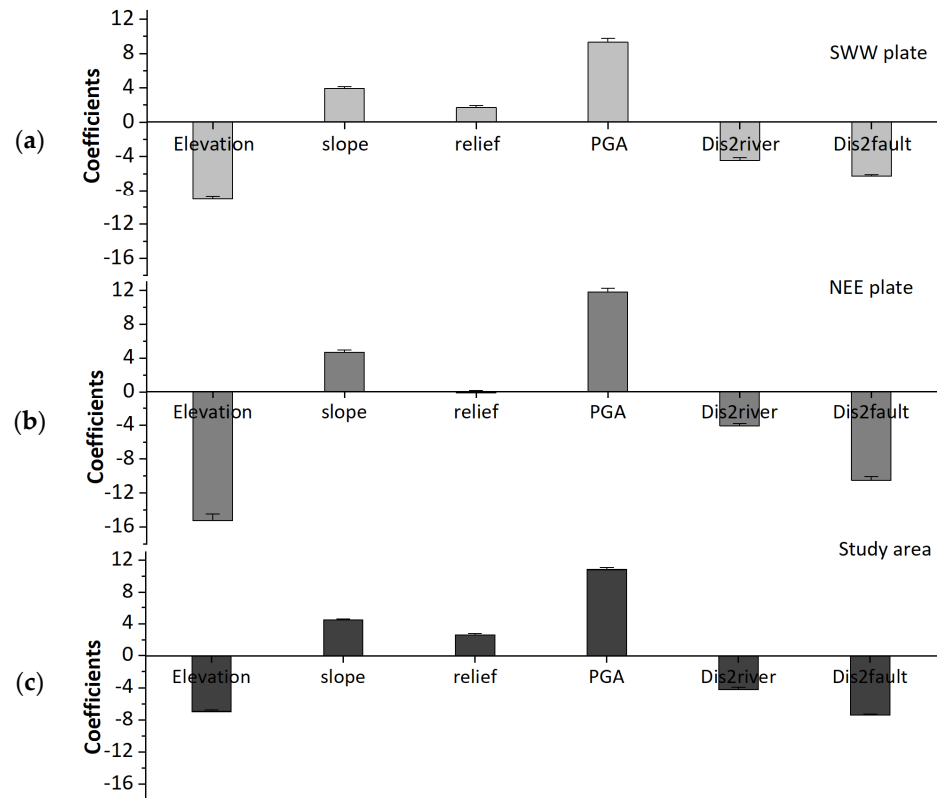 (a)
Coefficients
12
8
4
0
-4
-8
-12
-16
SWW plate
Elevation slope relief PGA Dis2river Dis2fault
(b)
Coefficients
12
8
4
0
-4
-8
-12
-16
NEE plate
Elevation slope relief PGA Dis2river Dis2fault
(c)
Coefficients
12
8
4
0
-4
-8
-12
-16
Study area
Elevation slope relief PGA Dis2river Dis2fault